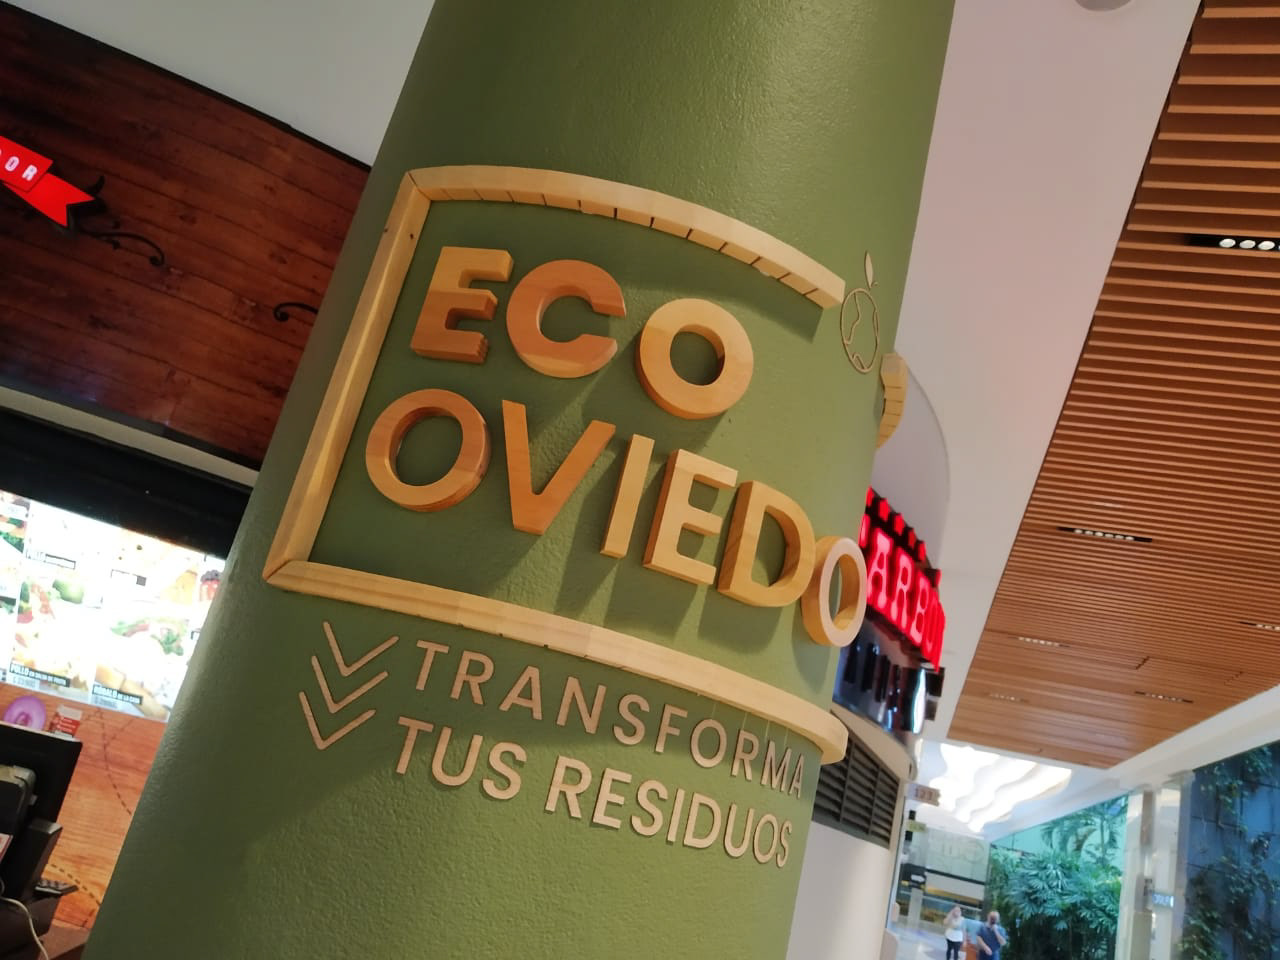 ECO
OVIEDO
TRANSFORMA
TUS RESIDUOS